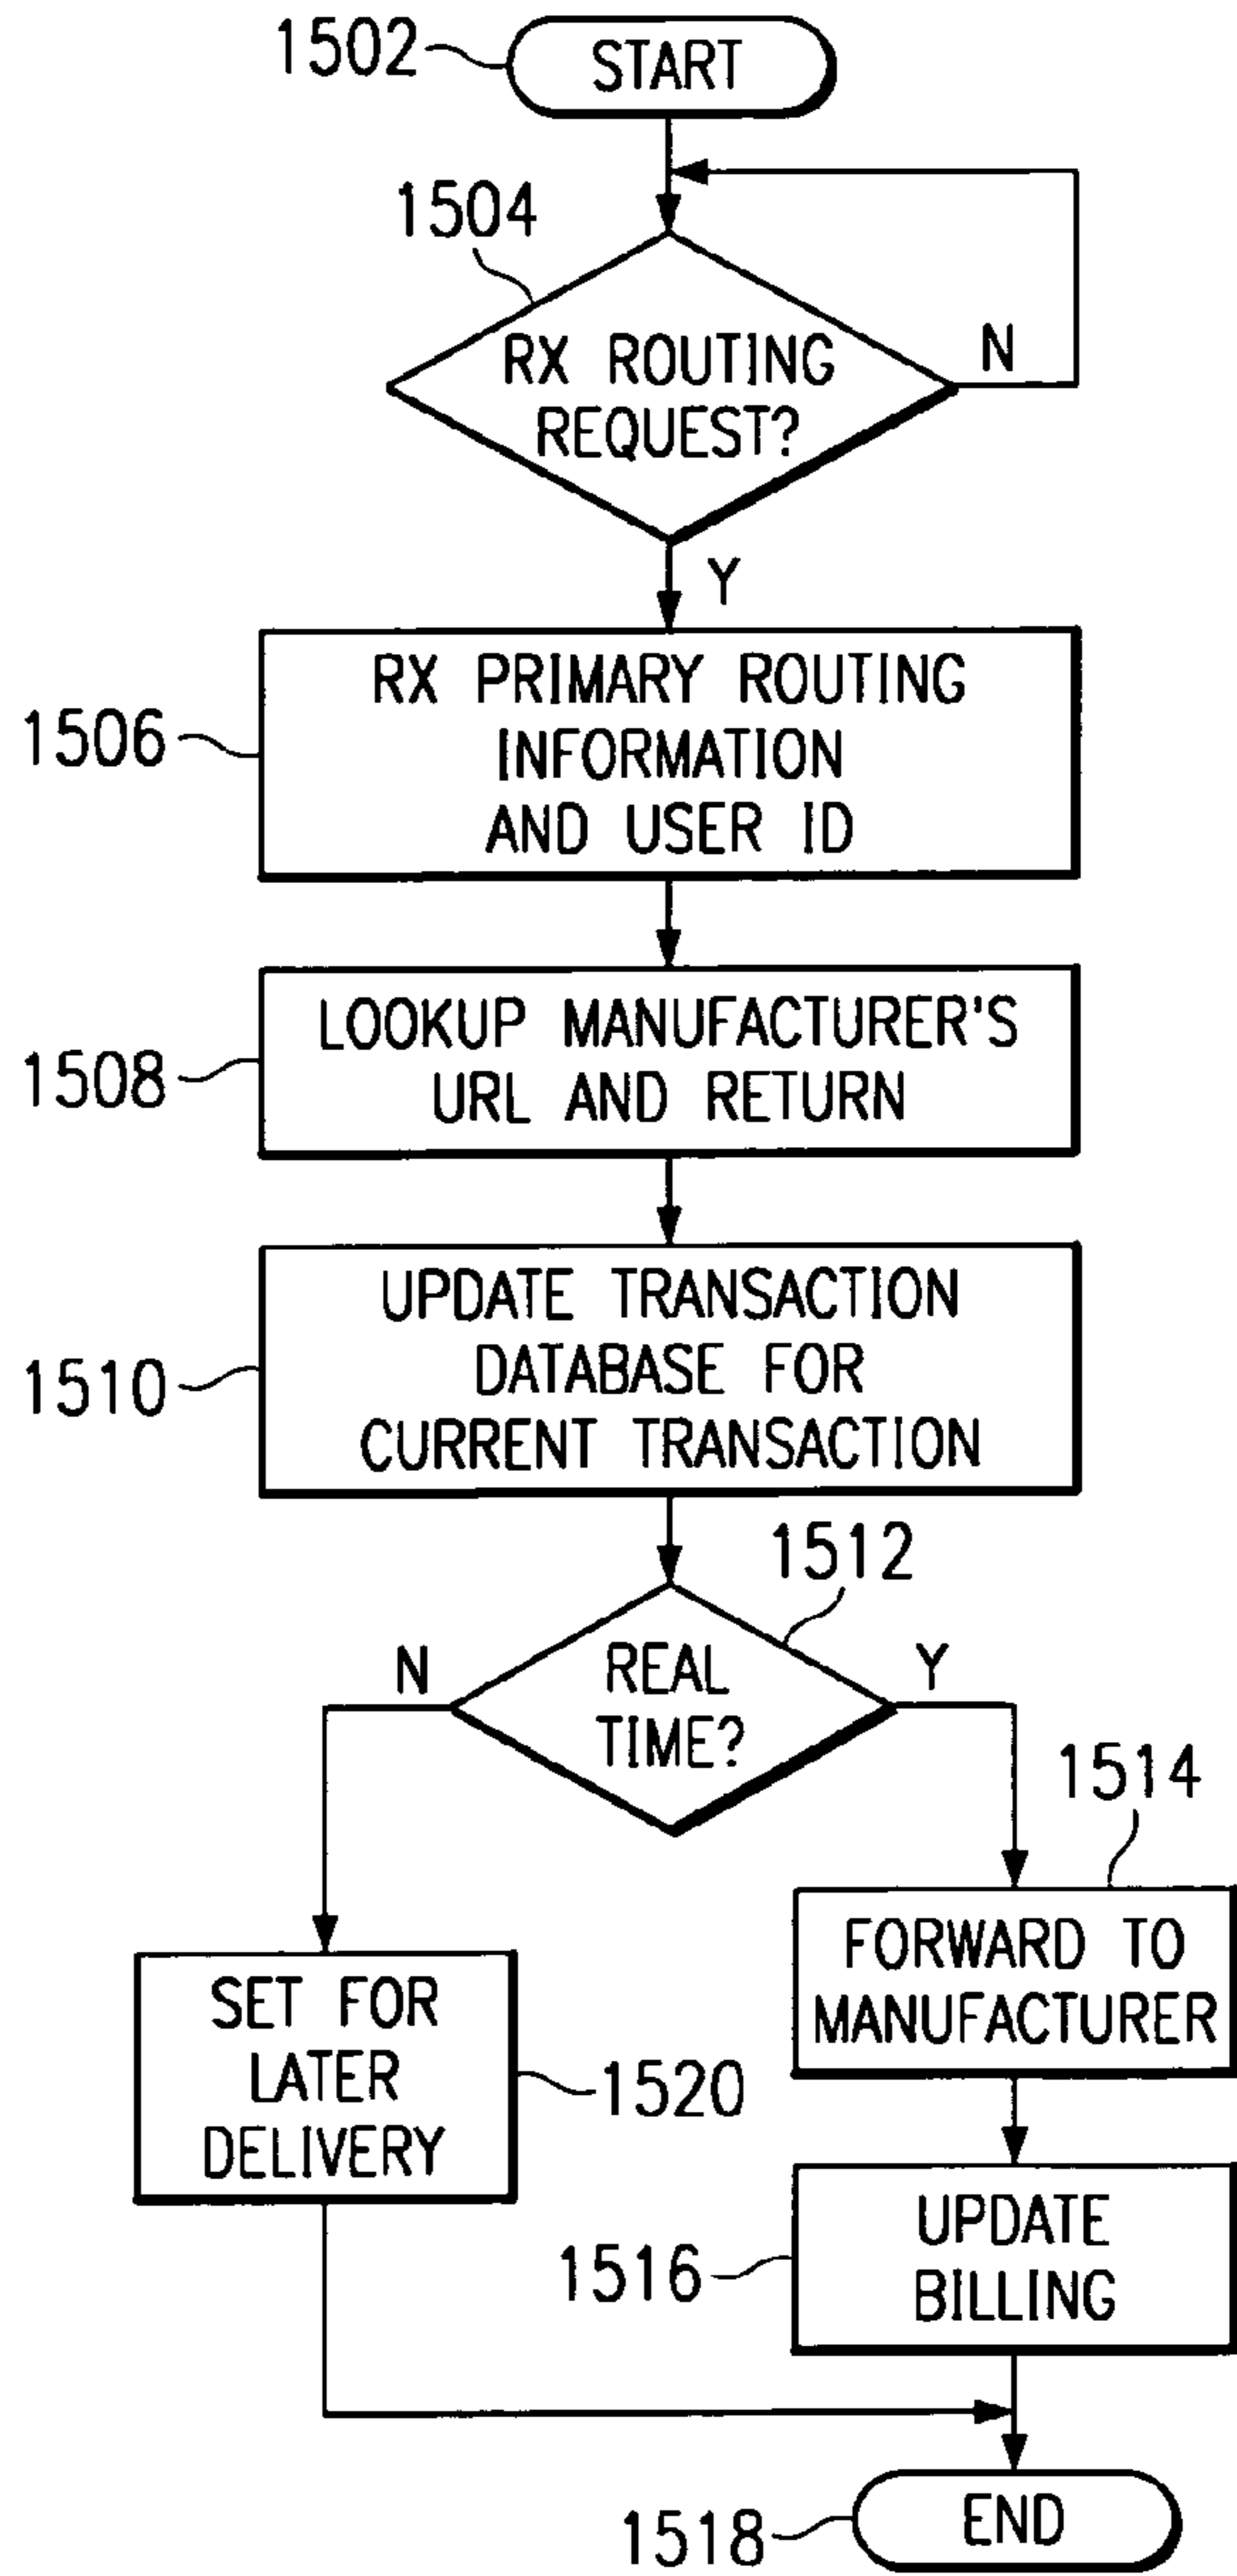 1502
START
1504
RX ROUTING
REQUEST?
N
Y
1506
RX PRIMARY ROUTING
INFORMATION
AND USER ID
1508
LOOKUP MANUFACTURER'S
URL AND RETURN
1510
UPDATE TRANSACTION
DATABASE FOR
CURRENT TRANSACTION
1512
N
REAL
TIME?
Y
1514
FORWARD TO
MANUFACTURER
SET FOR
LATER
DELIVERY
1520
1516
UPDATE
BILLING
1518
END